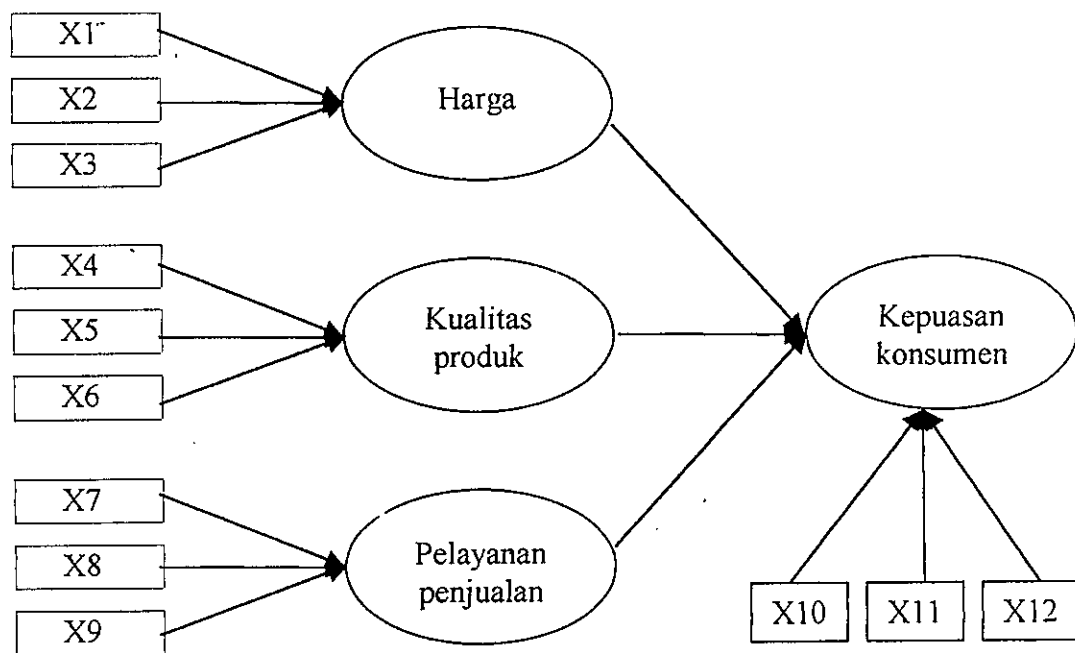 X1
X2
X3
Harga
X4
X5
X6
Kualitas
produk
X7
X8
X9
Pelayanan
penjualan
Kepuasan
konsumen
X10
X11
X12